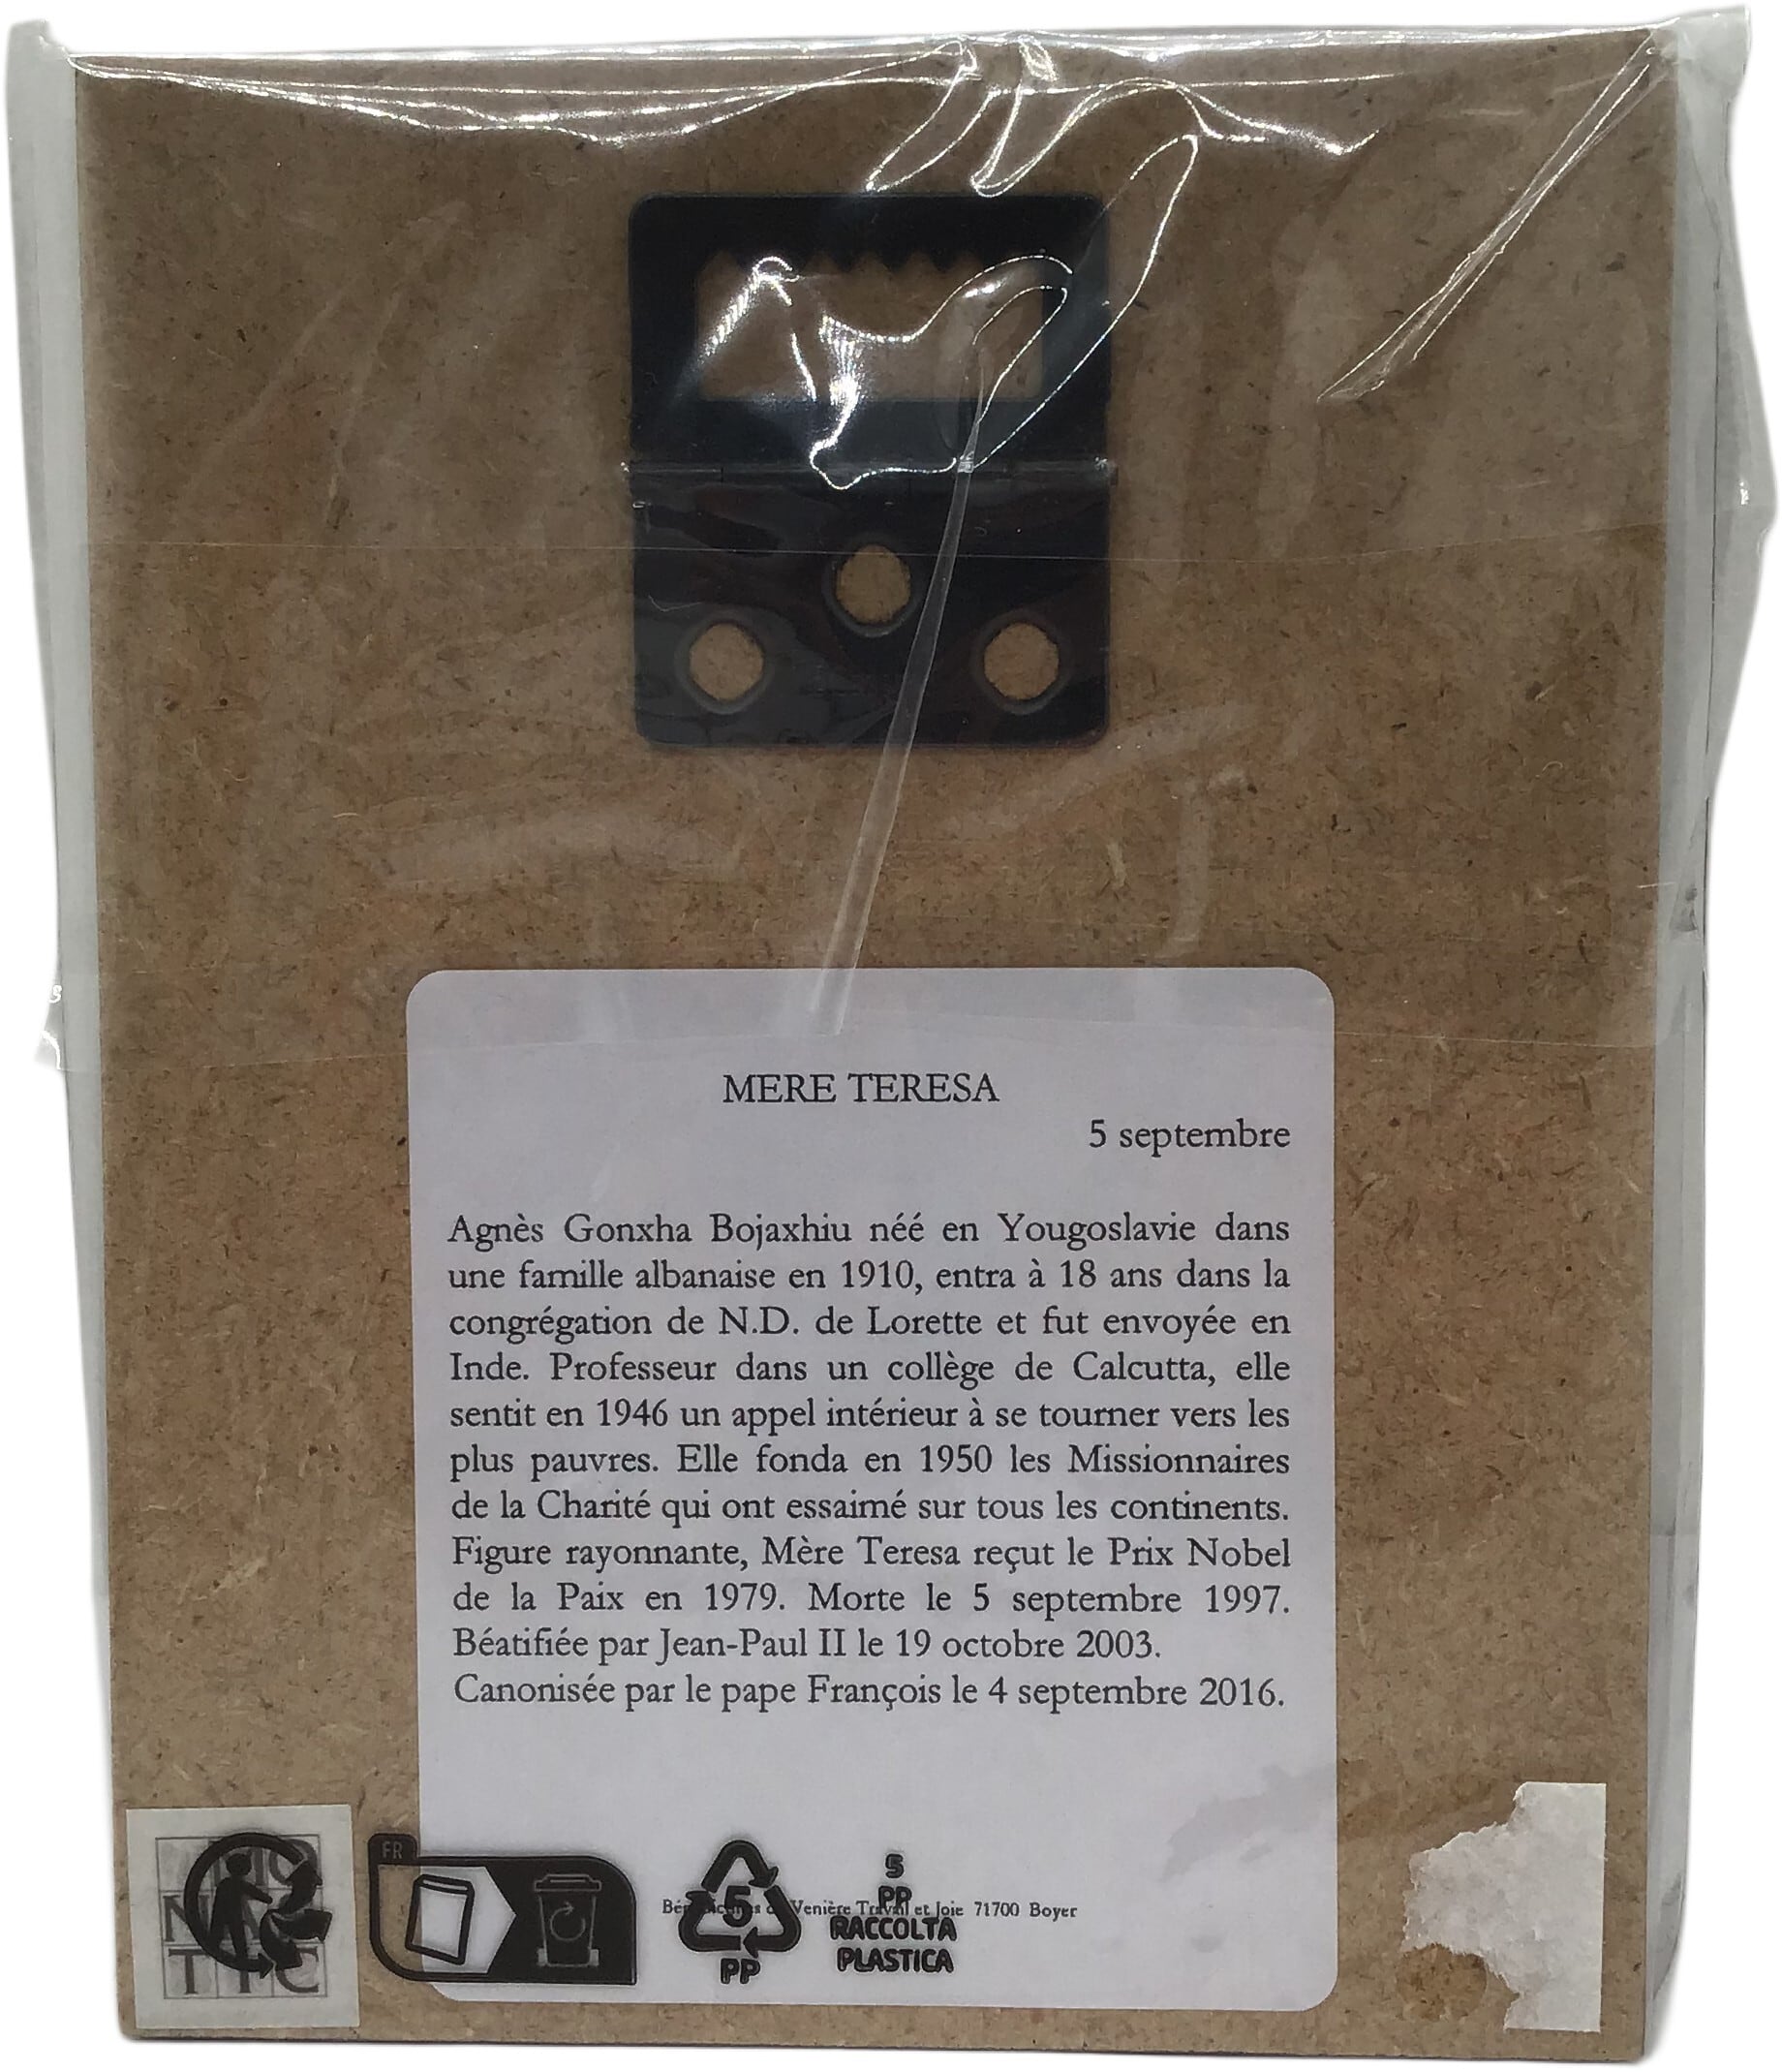 MERE TERESA
5 septembre
Agnès Gonxha Bojaxhiu néé en Yougoslavie dans
une famille albanaise en 1910, entra à 18 ans dans la
congrégation de N.D. de Lorette et fut envoyée en
Inde. Professeur dans un collège de Calcutta, elle
sentit en 1946 un appel intérieur à se tourner vers les
plus pauvres. Elle fonda en 1950 les Missionnaires
de la Charité qui ont essaimé sur tous les continents.
Figure rayonnante, Mère Teresa reçut le Prix Nobel
de la Paix en 1979. Morte le 5 septembre 1997.
Béatifiée par Jean-Paul II le 19 octobre 2003.
Canonisée par le pape François le 4 septembre 2016.
FR
5
PP
5
PP
RACCOLTA
PLASTICA
Venière Travail et Joie 71700 Boyer